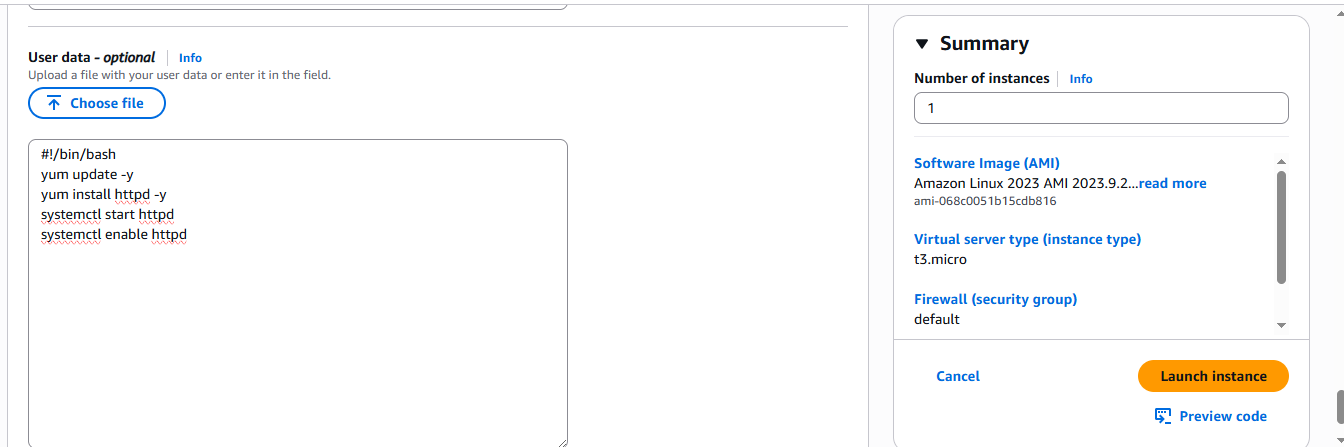 User data - optional
Info
Upload a file with your user data or enter it in the field.
Choose file
#!/bin/bash
yum update -y
yum install httpd -y
systemctl start httpd
systemctl enable httpd
Summary
Number of instances
Info
1
Software Image (AMI)
Amazon Linux 2023 AMI 2023.9.2...read more
ami-068c0051b15cdb816
Virtual server type (instance type)
t3.micro
Firewall (security group)
default
Cancel
Launch instance
Preview code